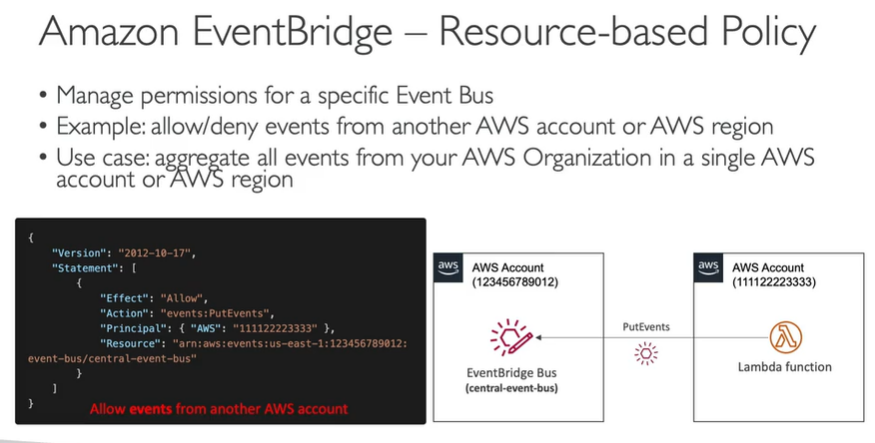 Amazon EventBridge – Resource-based Policy
• Manage permissions for a specific Event Bus
• Example: allow/deny events from another AWS account or AWS region
• Use case: aggregate all events from your AWS Organization in a single AWS
account or AWS region
{
"Version": "2012-10-17",
"Statement": [
{
"Effect": "Allow",
"Action": "events:PutEvents",
"Principal": { "AWS": "111122223333" },
"Resource": "arn:aws:events:us-east-1:123456789012:
event-bus/central-event-bus"
}
]
}
Allow events from another AWS account
aws
AWS Account
(123456789012)
EventBridge Bus
(central-event-bus)
PutEvents
aws
AWS Account
(111122223333)
Lambda function